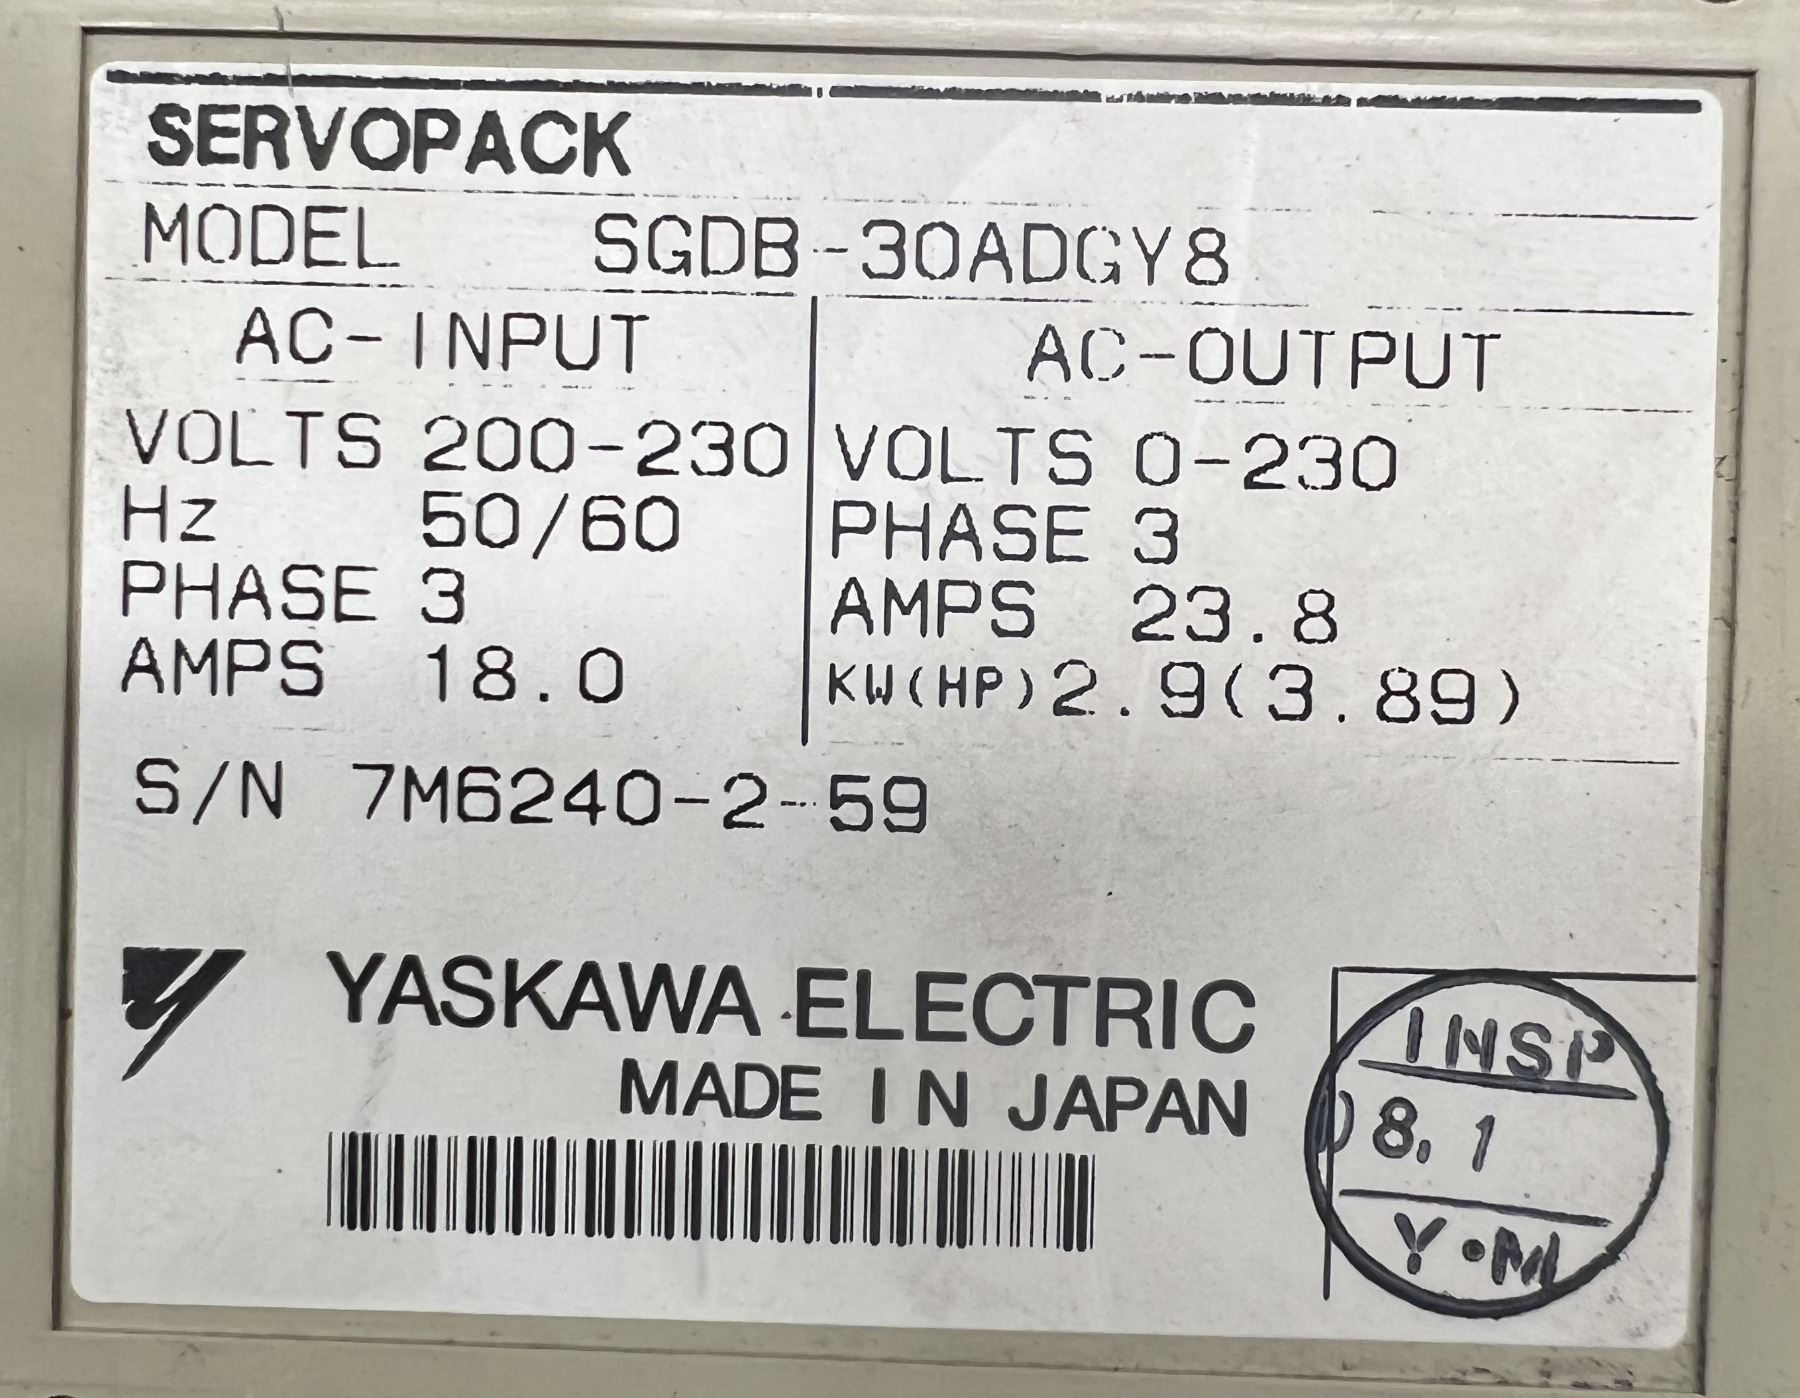 SERVOPACK
MODEL SGDB-30ADGY8
AC-INPUT
VOLTS 200-230
Hz 50/60
PHASE 3
AMPS 18.0
AC-OUTPUT
VOLTS 0-230
PHASE 3
AMPS 23.8
KW(HP) 2.9(3.89)
S/N 7M6240-2-59
YASKAWA ELECTRIC
MADE IN JAPAN
INSP
8.1
Y.M